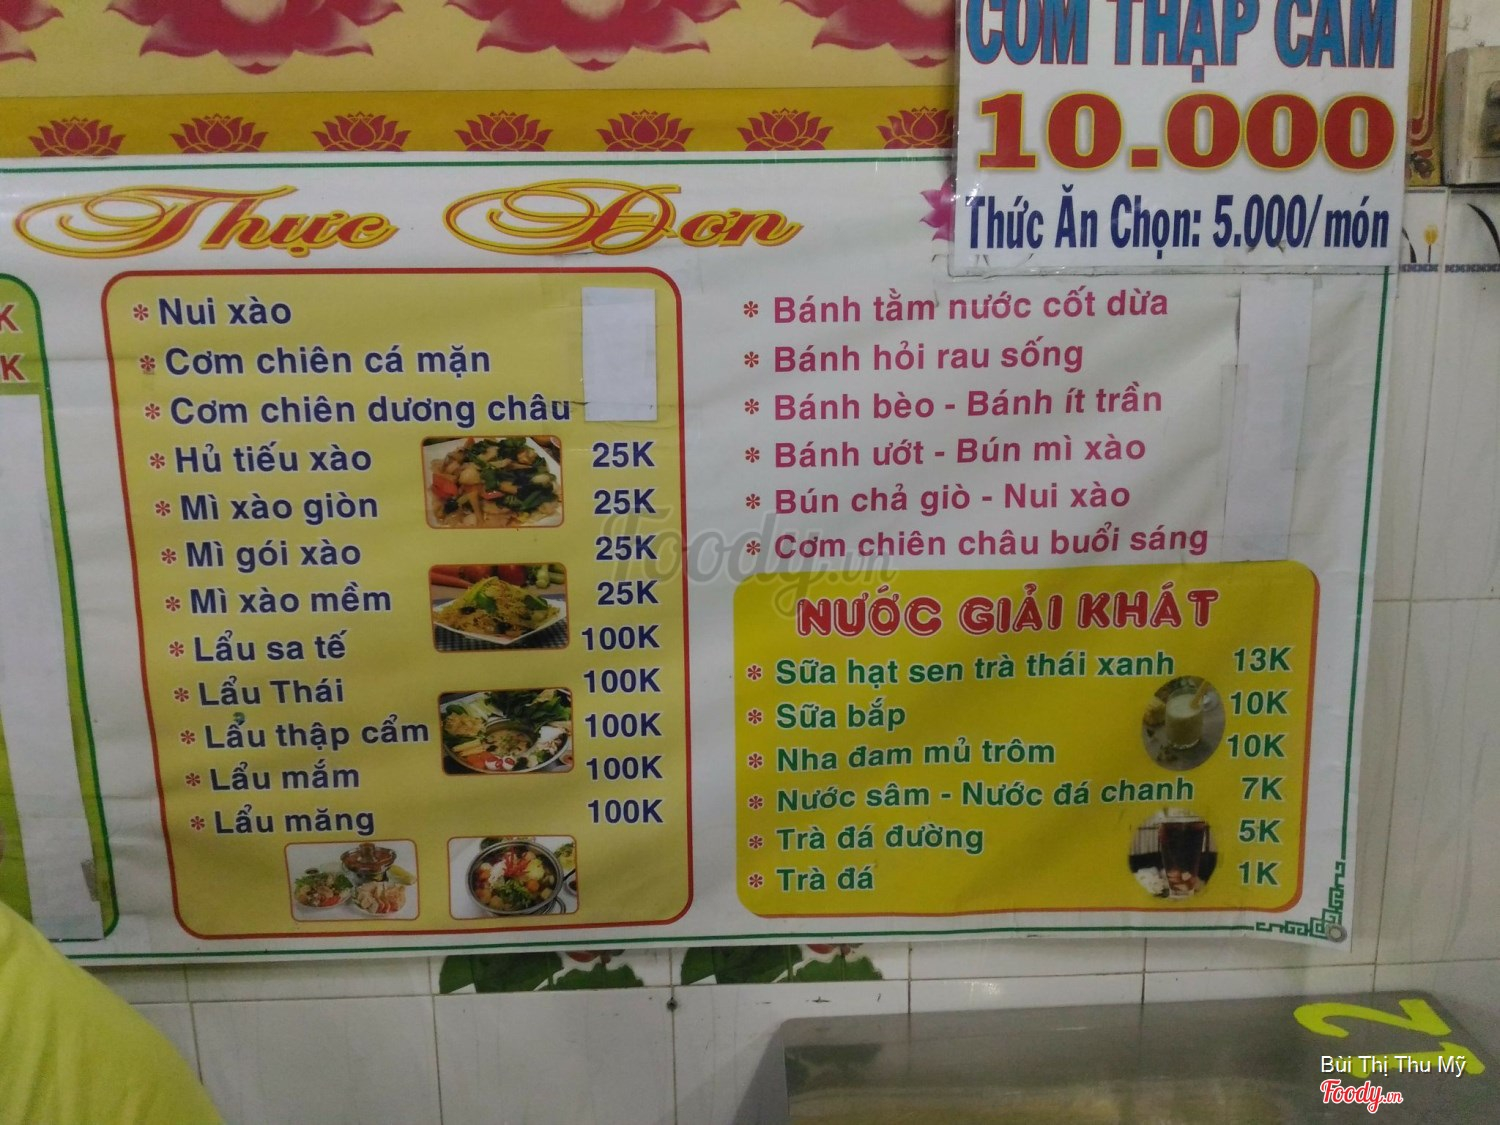 CƠM THẬP CẨM
10.000
Thức Ăn Chọn: 5.000/món
Thực Đơn
K
K
* Nui xào
* Cơm chiên cá mặn
* Cơm chiên dương châu
* Hủ tiếu xào 25K
* Mì xào giòn 25K
* Mì gói xào 25K
* Mì xào mềm 25K
* Lẩu sa tế 100K
* Lẩu Thái 100K
* Lẩu thập cẩm 100K
* Lẩu mắm 100K
* Lẩu măng 100K
* Bánh tằm nước cốt dừa
* Bánh hỏi rau sống
* Bánh bèo - Bánh ít trần
* Bánh ướt - Bún mì xào
* Bún chả giò - Nui xào
* Cơm chiên châu buổi sáng
NƯỚC GIẢI KHÁT
* Sữa hạt sen trà thái xanh 13K
* Sữa bắp 10K
* Nha đam mủ trôm 10K
* Nước sâm - Nước đá chanh 7K
* Trà đá đường 5K
* Trà đá 1K
Foody.vn
12
Bùi Thị Thu Mỹ
Foody.vn